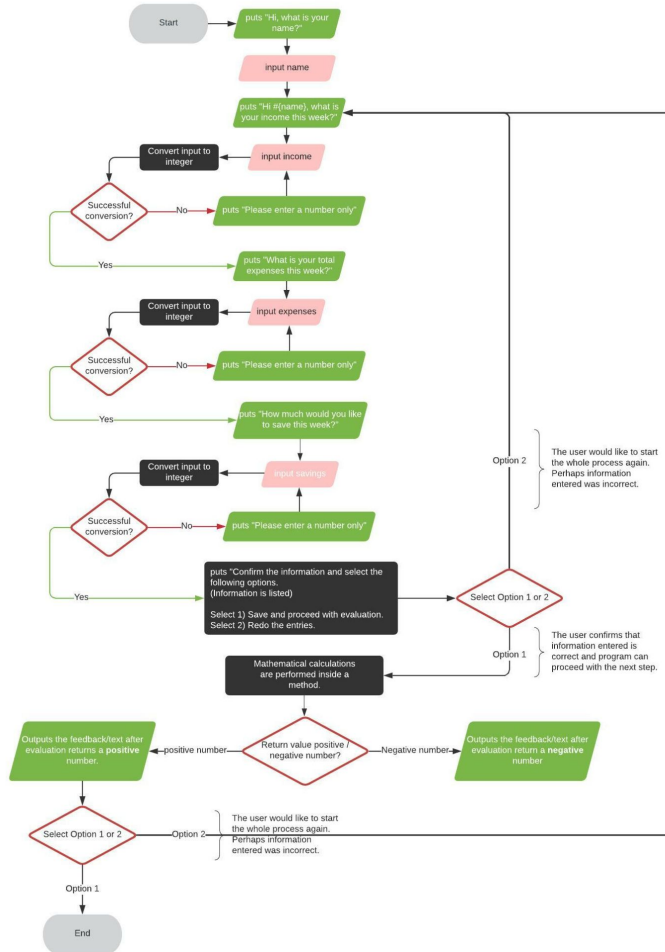 Start
puts "Hi, what is your
name?"
input name
puts "Hi #{name}, what is
your income this week?"
Convert input to
integer
input income
Successful
conversion?
No
puts "Please enter a number only"
Yes
puts "What is your total
expenses this week?"
Convert input to
integer
input expenses
Successful
conversion?
No
puts "Please enter a number only"
Yes
puts "How much would you like
to save this week?"
Convert input to
integer
input savings
Successful
conversion?
No
puts "Please enter a number only"
Yes
puts "Confirm the information and select the
following options.
(Information is listed)
Select 1) Save and proceed with evaluation.
Select 2) Redo the entries.
Select Option 1 or 2
Option 2
The user would like to start
the whole process again.
Perhaps information
entered was incorrect.
Option 1
The user confirms that
information entered is
correct and program can
proceed with the next step.
Mathematical calculations
are performed inside a
method.
Return value positive /
negative number?
positive number
Outputs the feedback/text after
evaluation returns a positive
number.
Negative number
Outputs the feedback/text after
evaluation return a negative
number
Select Option 1 or 2
Option 2
The user would like to start
the whole process again.
Perhaps information
entered was incorrect.
Option 1
End